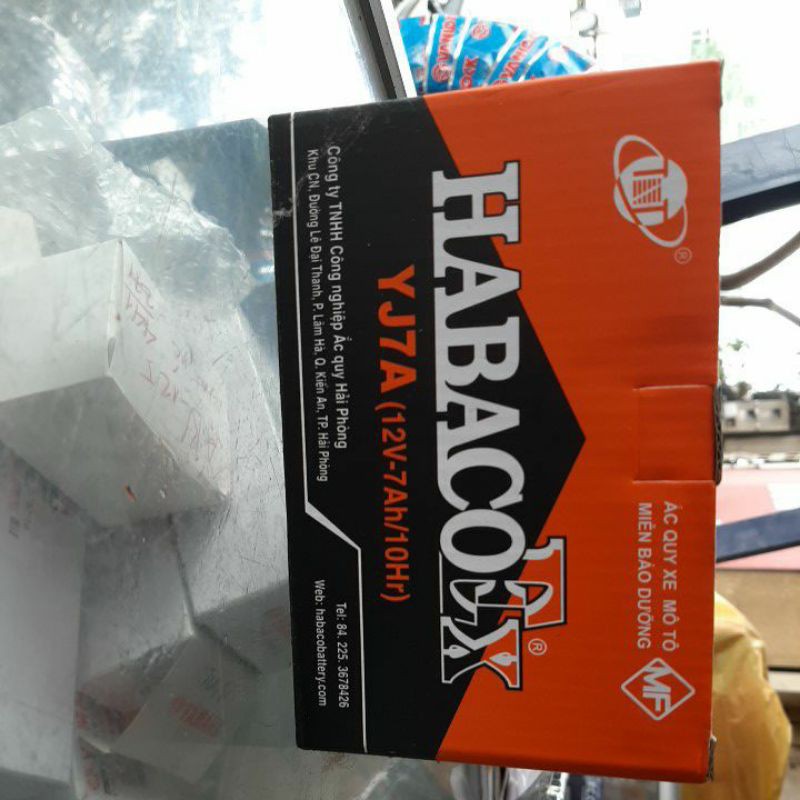 HABACO Ex ®
YJ7A (12V-7Ah/10Hr)
Công ty TNHH Công nghiệp Ắc quy Hải Phòng
Khu CN, Đường Lê Đại Thanh, P. Lãm Hà, Q. Kiến An, TP. Hải Phòng
Tel: 84. 225. 3678426
Web: habacobattery.com
®
ẮC QUY XE MÔ TÔ
MIỄN BẢO DƯỠNG
MF